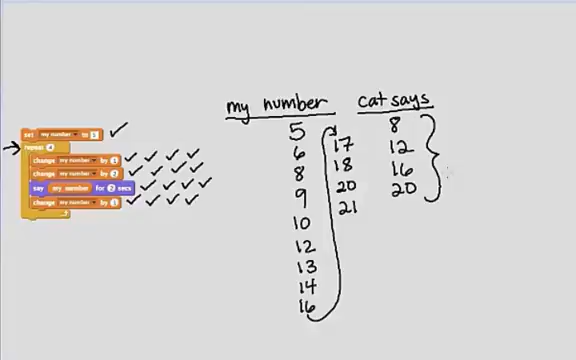 set my number to 5
repeat 4
change my number by 1
change my number by 2
say my number for 2 secs
change my number by 1
my number
5
6
8
9
10
12
13
14
16
17
18
20
21
cat says
8
12
16
20